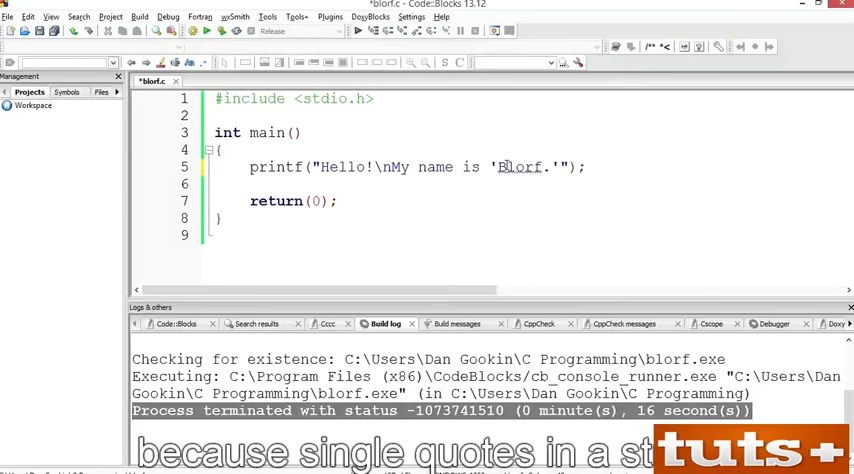 *blorf.c - Code::Blocks 13.12
File Edit View Search Project Build Debug Fortran wxSmith Tools Tools+ Plugins DoxyBlocks Settings Help
Release
/** *<
S C
Management
Projects Symbols Files
Workspace
*blorf.c
1 #include <stdio.h>
2
3 int main()
4 {
5 printf("Hello!\nMy name is 'Blorf.'");
6
7 return(0);
8 }
9
Logs & others
Code::Blocks Search results Cccc Build log Build messages CppCheck CppCheck messages Cscope Debugger Doxy
Checking for existence: C:\Users\Dan Gookin\C Programming\blorf.exe
Executing: C:\Program Files (x86)\CodeBlocks/cb_console_runner.exe "C:\Users\Dan
Gookin\C Programming\blorf.exe" (in C:\Users\Dan Gookin\C Programming)
Process terminated with status -1073741510 (0 minute(s), 16 second(s))
because single quotes in a st
tuts+